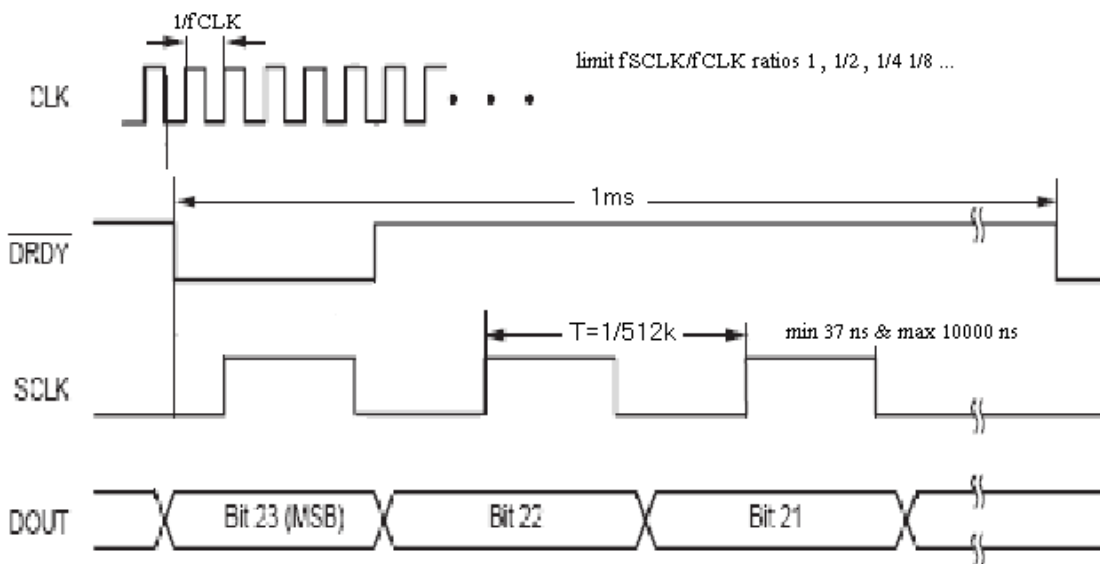 1/fCLK
limit fSCLK/fCLK ratios 1 , 1/2 , 1/4 1/8 ...
CLK
1ms
DRDY
T=1/512k
min 37 ns & max 10000 ns
SCLK
DOUT
Bit 23 (MSB)
Bit 22
Bit 21